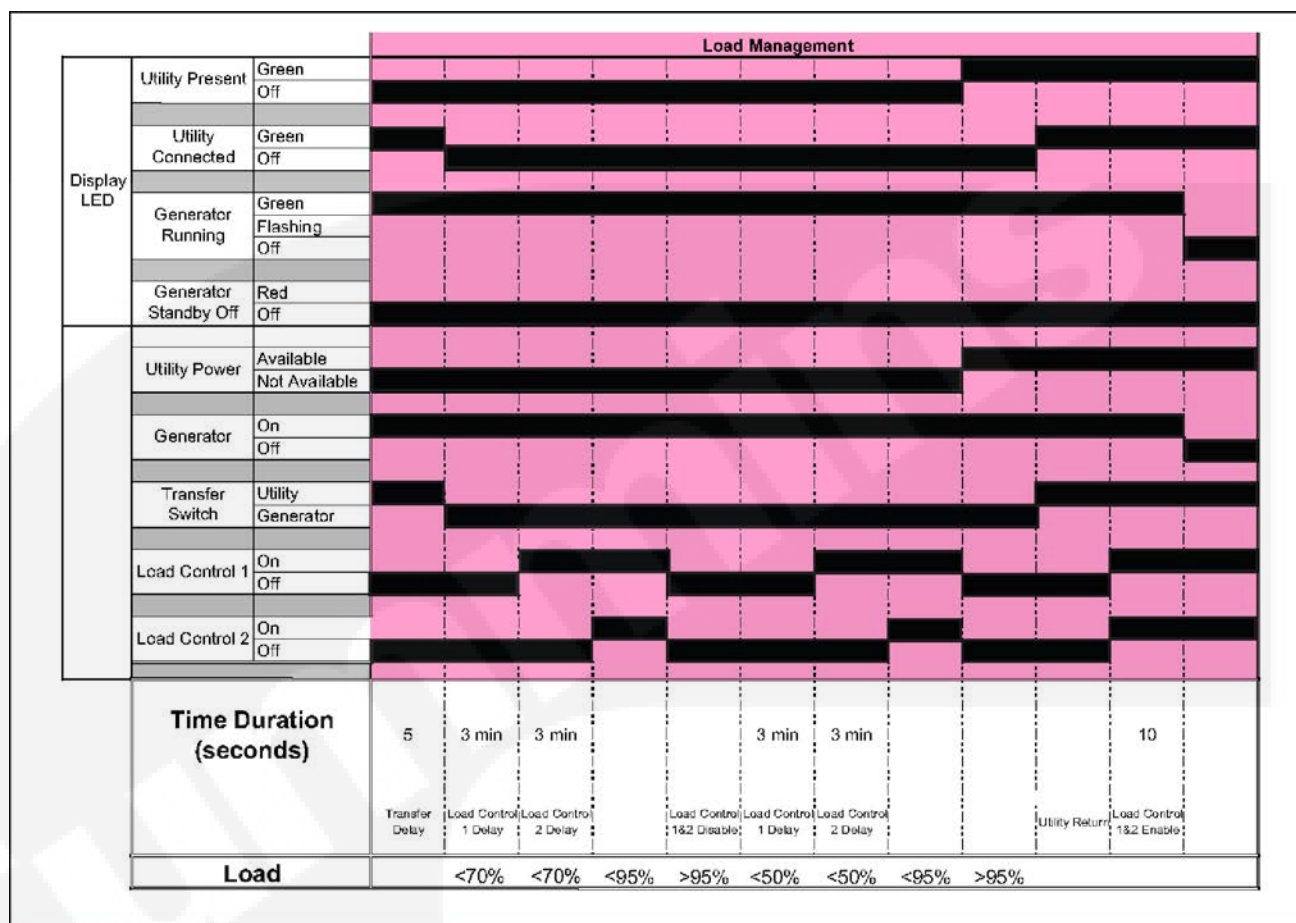 Load Management
Display LED
Utility Present
Green
Off
Utility Connected
Green
Off
Generator Running
Green
Flashing
Off
Generator Standby Off
Red
Off
Utility Power
Available
Not Available
Generator
On
Off
Transfer Switch
Utility
Generator
Load Control 1
On
Off
Load Control 2
On
Off
Time Duration (seconds)
5 3 min 3 min 3 min 3 min 10
Transfer Delay
Load Control 1 Delay
Load Control 2 Delay
Load Control 1&2 Disable
Load Control 1 Delay
Load Control 2 Delay
Utility Return
Load Control 1&2 Enable
Load <70% <70% <95% >95% <50% <50% <95% >95%